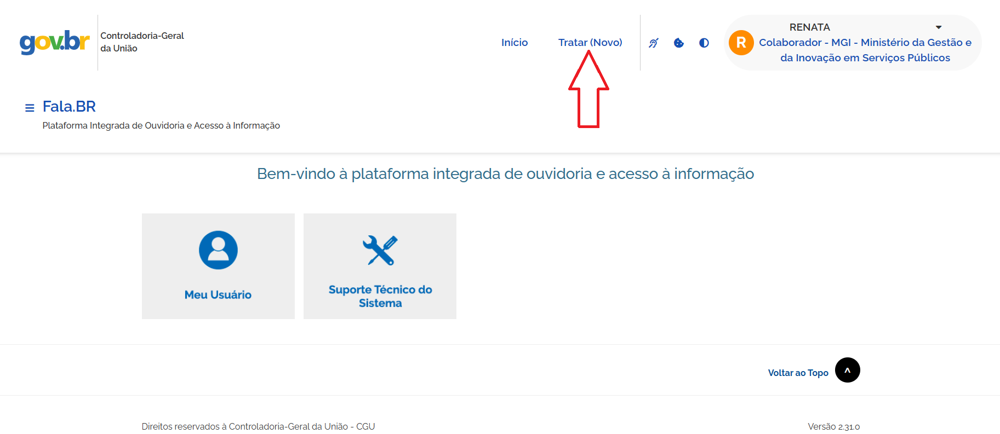 gov.br
Controladoria-Geral
da União
Início
Tratar (Novo)
R
RENATA
Colaborador - MGI - Ministério da Gestão e
da Inovação em Serviços Públicos
Fala.BR
Plataforma Integrada de Ouvidoria e Acesso à Informação
Bem-vindo à plataforma integrada de ouvidoria e acesso à informação
Meu Usuário
Suporte Técnico do
Sistema
Voltar ao Topo
^
Direitos reservados à Controladoria-Geral da União - CGU
Versão 2.31.0